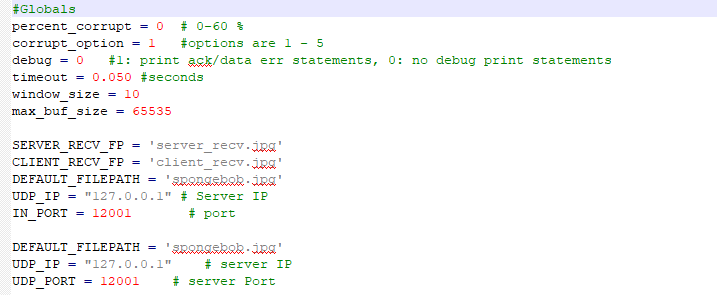 #Globals
percent_corrupt = 0  # 0-60 %
corrupt_option = 1   #options are 1 - 5
debug = 0   #1: print ack/data err statements, 0: no debug print statements
timeout = 0.050 #seconds
window_size = 10
max_buf_size = 65535

SERVER_RECV_FP = 'server_recv.jpg'
CLIENT_RECV_FP = 'client_recv.jpg'
DEFAULT_FILEPATH = 'spongebob.jpg'
UDP_IP = "127.0.0.1" # Server IP
IN_PORT = 12001       # port

DEFAULT_FILEPATH = 'spongebob.jpg'
UDP_IP = "127.0.0.1"    # server IP
UDP_PORT = 12001    # server Port